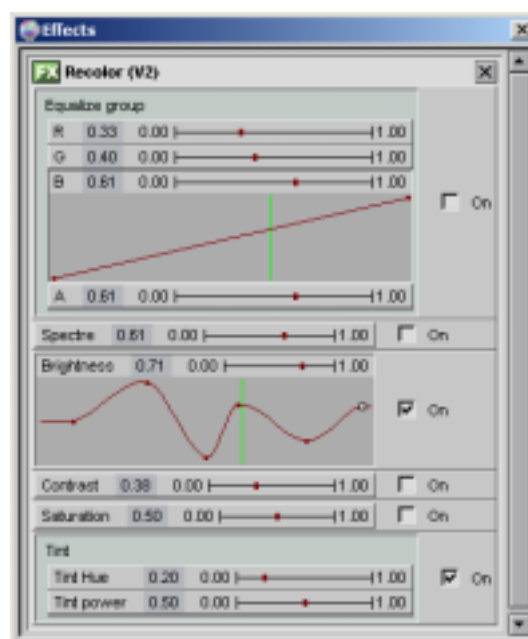 Effects
FX Recolor (V2)
Equalize group
R 0.33 0.00 1.00
G 0.40 0.00 1.00
B 0.61 0.00 1.00
On
A 0.61 0.00 1.00
Spectre 0.61 0.00 1.00 On
Brightness 0.71 0.00 1.00
On
Contrast 0.38 0.00 1.00 On
Saturation 0.50 0.00 1.00 On
Tint
Tint Hue 0.20 0.00 1.00 On
Tint power 0.50 0.00 1.00